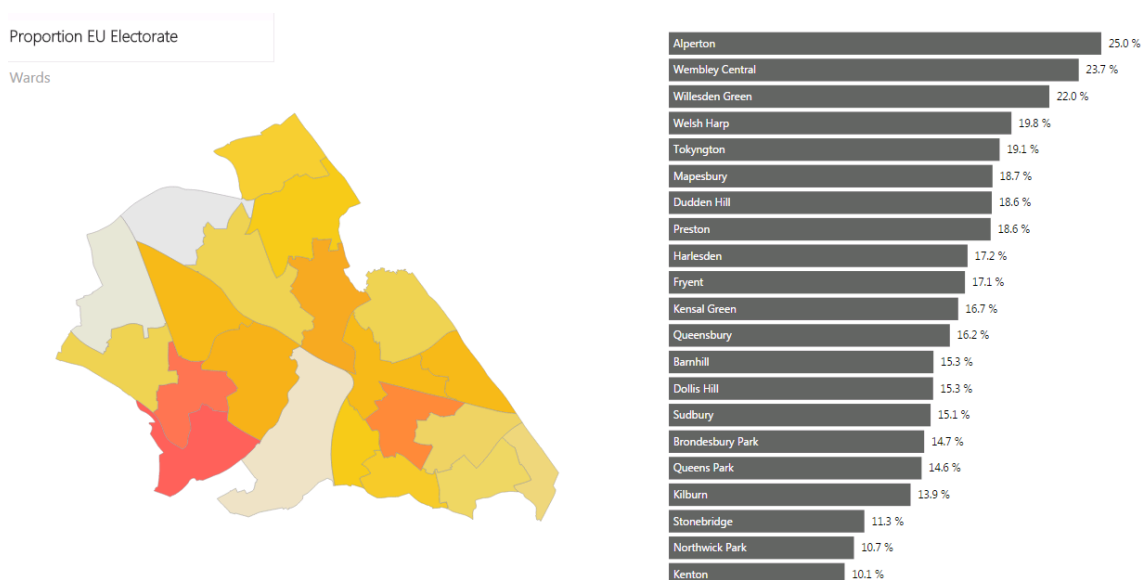 Proportion EU Electorate
Wards
Alperton 25.0 %
Wembley Central 23.7 %
Willesden Green 22.0 %
Welsh Harp 19.8 %
Tokyngton 19.1 %
Mapesbury 18.7 %
Dudden Hill 18.6 %
Preston 18.6 %
Harlesden 17.2 %
Fryent 17.1 %
Kensal Green 16.7 %
Queensbury 16.2 %
Barnhill 15.3 %
Dollis Hill 15.3 %
Sudbury 15.1 %
Brondesbury Park 14.7 %
Queens Park 14.6 %
Kilburn 13.9 %
Stonebridge 11.3 %
Northwick Park 10.7 %
Kenton 10.1 %